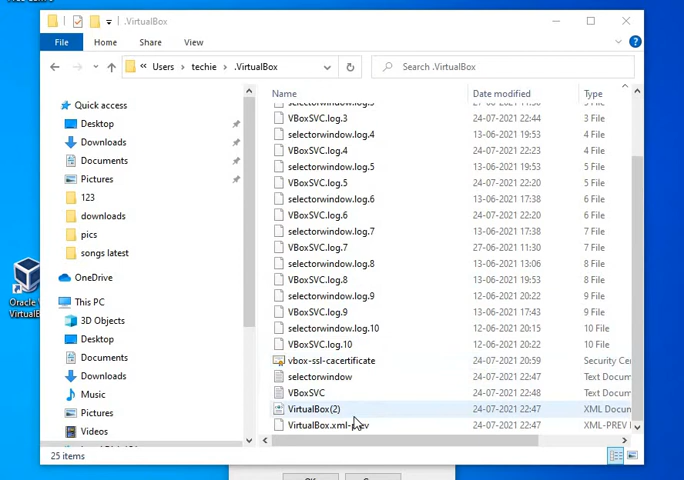 .VirtualBox
File Home Share View
Users techie .VirtualBox Search .VirtualBox
Name Date modified Type
Quick access
Desktop
Downloads
Documents
Pictures
123
downloads
pics
songs latest
OneDrive
This PC
3D Objects
Desktop
Documents
Downloads
Music
Pictures
Videos
VBoxSVC.log.3 24-07-2021 22:44 3 File
selectorwindow.log.4 13-06-2021 19:53 4 File
VBoxSVC.log.4 24-07-2021 22:23 4 File
selectorwindow.log.5 13-06-2021 19:53 5 File
VBoxSVC.log.5 24-07-2021 22:20 5 File
selectorwindow.log.6 13-06-2021 17:38 6 File
VBoxSVC.log.6 24-07-2021 22:20 6 File
selectorwindow.log.7 13-06-2021 17:38 7 File
VBoxSVC.log.7 27-06-2021 11:30 7 File
selectorwindow.log.8 13-06-2021 13:06 8 File
VBoxSVC.log.8 13-06-2021 19:53 8 File
selectorwindow.log.9 12-06-2021 20:22 9 File
VBoxSVC.log.9 13-06-2021 17:43 9 File
selectorwindow.log.10 12-06-2021 20:15 10 File
VBoxSVC.log.10 12-06-2021 20:22 10 File
vbox-ssl-cacertificate 24-07-2021 20:59 Security Ce
selectorwindow 24-07-2021 22:47 Text Docum
VBoxSVC 24-07-2021 22:48 Text Docum
VirtualBox(2) 24-07-2021 22:47 XML Docun
VirtualBox.xml-prev 24-07-2021 22:47 XML-PREV
25 items
Oracle